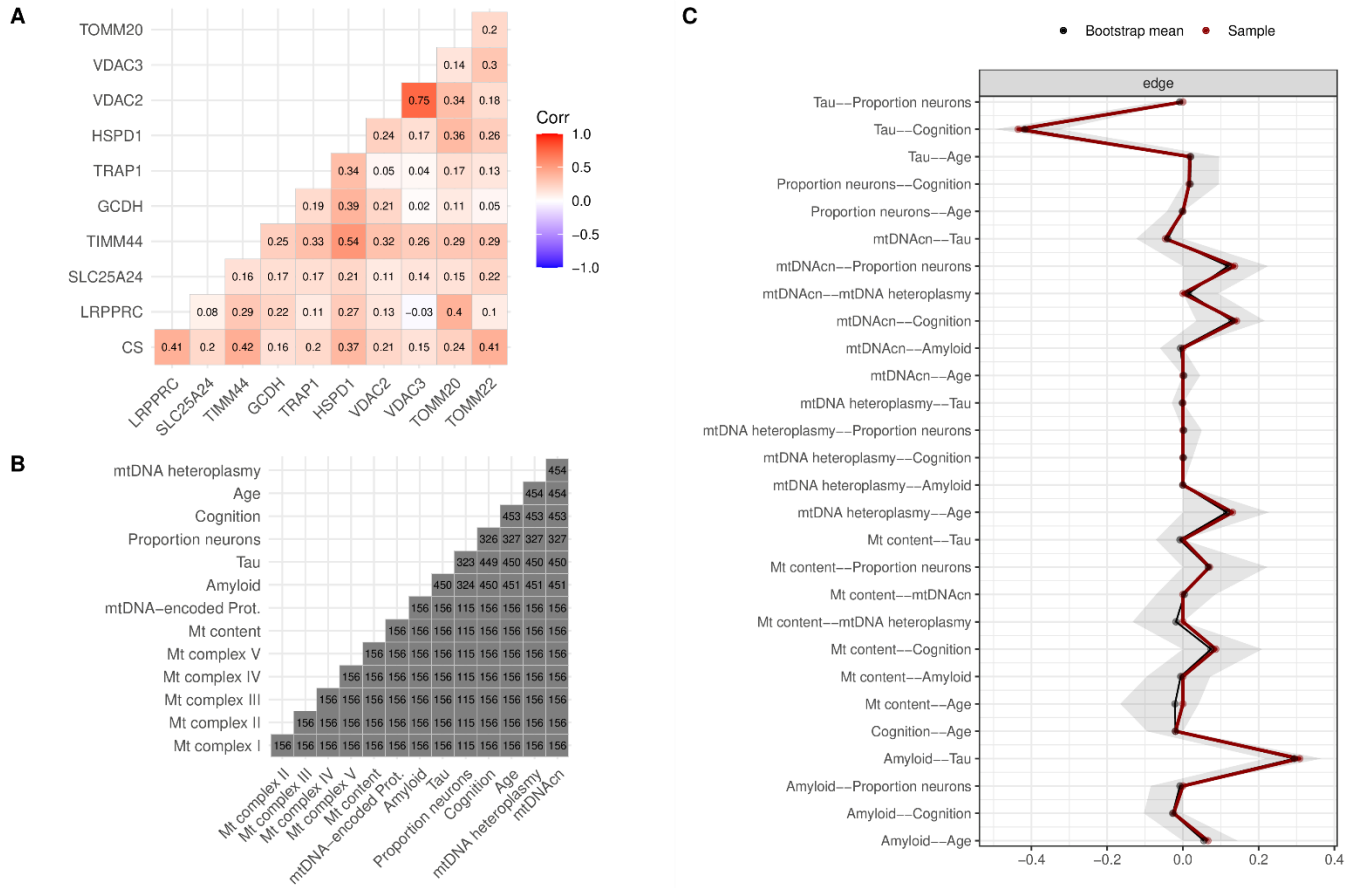 A
TOMM20 0.2
VDAC3 0.14 0.3
VDAC2 0.75 0.34 0.18
HSPD1 0.24 0.17 0.36 0.26
TRAP1 0.34 0.05 0.04 0.17 0.13
GCDH 0.19 0.39 0.21 0.02 0.11 0.05
TIMM44 0.25 0.33 0.54 0.32 0.26 0.29 0.29
SLC25A24 0.16 0.17 0.17 0.21 0.11 0.14 0.15 0.22
LRPPRC 0.08 0.29 0.22 0.11 0.27 0.13 −0.03 0.4 0.1
CS 0.41 0.2 0.42 0.16 0.2 0.37 0.21 0.15 0.24 0.41
LRPPRC SLC25A24 TIMM44 GCDH TRAP1 HSPD1 VDAC2 VDAC3 TOMM20 TOMM22
Corr
1.0
0.5
0.0
−0.5
−1.0
B
mtDNA heteroplasmy 454
Age 454 454
Cognition 453 453 453
Proportion neurons 326 327 327 327
Tau 323 449 450 450 450
Amyloid 450 324 450 451 451 451
mtDNA−encoded Prot. 156 156 115 156 156 156 156
Mt content 156 156 156 115 156 156 156 156
Mt complex V 156 156 156 156 115 156 156 156 156
Mt complex IV 156 156 156 156 156 115 156 156 156 156
Mt complex III 156 156 156 156 156 156 115 156 156 156 156
Mt complex II 156 156 156 156 156 156 156 115 156 156 156 156
Mt complex I 156 156 156 156 156 156 156 156 115 156 156 156 156
Mt complex II Mt complex III Mt complex IV Mt complex V Mt content mtDNA−encoded Prot. Amyloid Tau Proportion neurons Cognition Age mtDNA heteroplasmy mtDNAcn
C
Bootstrap mean Sample
edge
Tau−−Proportion neurons
Tau−−Cognition
Tau−−Age
Proportion neurons−−Cognition
Proportion neurons−−Age
mtDNAcn−−Tau
mtDNAcn−−Proportion neurons
mtDNAcn−−mtDNA heteroplasmy
mtDNAcn−−Cognition
mtDNAcn−−Amyloid
mtDNAcn−−Age
mtDNA heteroplasmy−−Tau
mtDNA heteroplasmy−−Proportion neurons
mtDNA heteroplasmy−−Cognition
mtDNA heteroplasmy−−Amyloid
mtDNA heteroplasmy−−Age
Mt content−−Tau
Mt content−−Proportion neurons
Mt content−−mtDNAcn
Mt content−−mtDNA heteroplasmy
Mt content−−Cognition
Mt content−−Amyloid
Mt content−−Age
Cognition−−Age
Amyloid−−Tau
Amyloid−−Proportion neurons
Amyloid−−Cognition
Amyloid−−Age
−0.4 −0.2 0.0 0.2 0.4